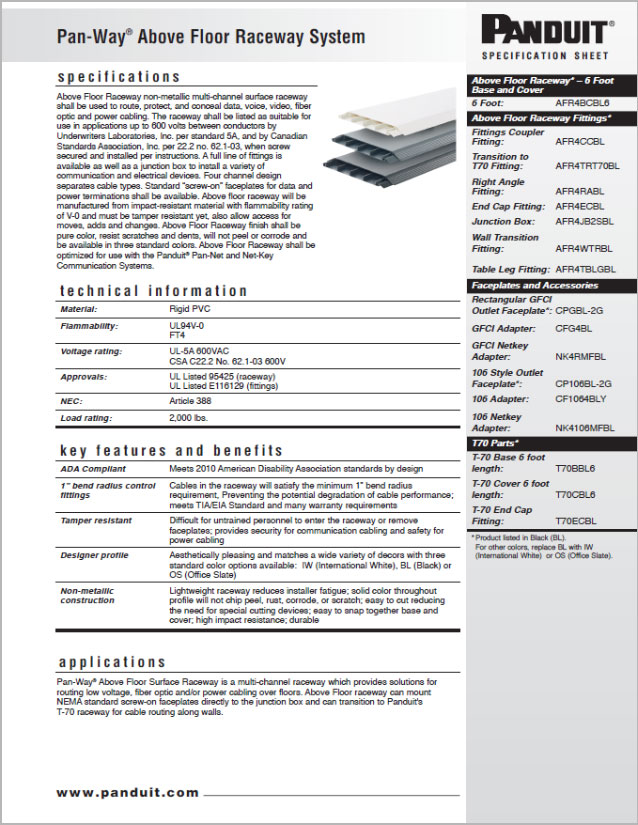 Pan-Way® Above Floor Raceway System
PANDUIT™
SPECIFICATION SHEET
specifications
Above Floor Raceway non-metallic multi-channel surface raceway
shall be used to route, protect, and conceal data, voice, video, fiber
optic and power cabling. The raceway shall be listed as suitable for
use in applications up to 600 volts between conductors by
Underwriters Laboratories, Inc. per standard 5A, and by Canadian
Standards Association, Inc. per 22.2 no. 62.1-03, when screw
secured and installed per instructions. A full line of fittings is
available as well as a junction box to install a variety of
communication and electrical devices. Four channel design
separates cable types. Standard "screw-on" faceplates for data and
power terminations shall be available. Above floor raceway will be
manufactured from impact-resistant material with flammability rating
of V-0 and must be tamper resistant yet, also allow access for
moves, adds and changes. Above Floor Raceway finish shall be
pure color, resist scratches and dents, will not peel or corrode and
be available in three standard colors. Above Floor Raceway shall be
optimized for use with the Panduit® Pan-Net and Net-Key
Communication Systems.
technical information
Material: Rigid PVC
Flammability: UL94V-0
FT4
Voltage rating: UL-5A 600VAC
CSA C22.2 No. 62.1-03 600V
Approvals: UL Listed 95425 (raceway)
UL Listed E116129 (fittings)
NEC: Article 388
Load rating: 2,000 lbs.
key features and benefits
ADA Compliant Meets 2010 American Disability Association standards by design
1" bend radius control Cables in the raceway will satisfy the minimum 1" bend radius
fittings requirement, Preventing the potential degradation of cable performance;
meets TIA/EIA Standard and many warranty requirements
Tamper resistant Difficult for untrained personnel to enter the raceway or remove
faceplates; provides security for communication cabling and safety for
power cabling
Designer profile Aesthetically pleasing and matches a wide variety of decors with three
standard color options available: IW (International White), BL (Black) or
OS (Office Slate)
Non-metallic Lightweight raceway reduces installer fatigue; solid color throughout
construction profile will not chip peel, rust, corrode, or scratch; easy to cut reducing
the need for special cutting devices; easy to snap together base and
cover; high impact resistance; durable
applications
Pan-Way® Above Floor Surface Raceway is a multi-channel raceway which provides solutions for
routing low voltage, fiber optic and/or power cabling over floors. Above Floor raceway can mount
NEMA standard screw-on faceplates directly to the junction box and can transition to Panduit's
T-70 raceway for cable routing along walls.
Above Floor Raceway* – 6 Foot
Base and Cover
6 Foot: AFR4BCBL6
Above Floor Raceway Fittings*
Fittings Coupler
Fitting: AFR4CCBL
Transition to
T70 Fitting: AFR4TRT70BL
Right Angle
Fitting: AFR4RABL
End Cap Fitting: AFR4ECBL
Junction Box: AFR4JB2SBL
Wall Transition
Fitting: AFR4WTRBL
Table Leg Fitting: AFR4TBLGBL
Faceplates and Accessories
Rectangular GFCI
Outlet Faceplate*: CPGBL-2G
GFCI Adapter: CFG4BL
GFCI Netkey
Adapter: NK4RMFBL
106 Style Outlet
Faceplate*: CP106BL-2G
106 Adapter: CF1064BLY
106 Netkey
Adapter: NK4106MFBL
T70 Parts*
T-70 Base 6 foot
length: T70BBL6
T-70 Cover 6 foot
length: T70CBL6
T-70 End Cap
Fitting: T70ECBL
*Product listed in Black (BL).
For other colors, replace BL with IW
(International White) or OS (Office Slate).
www.panduit.com